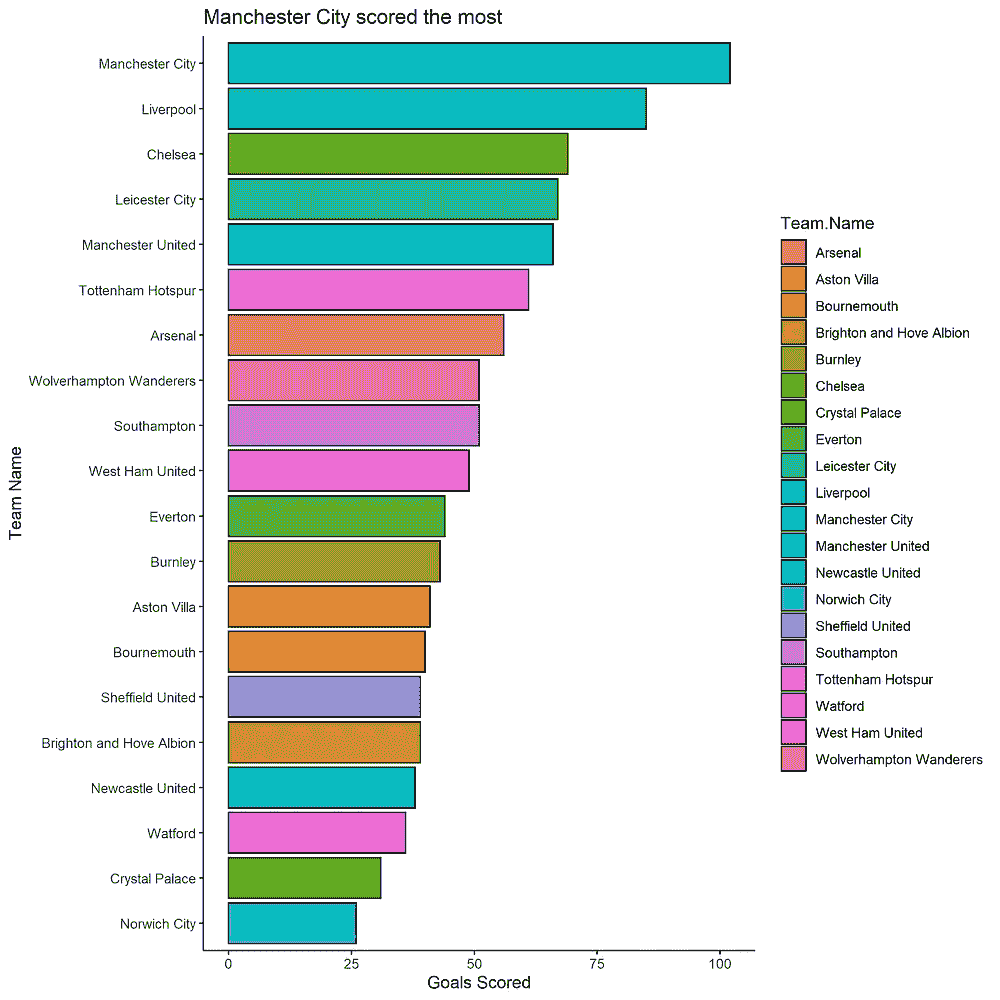 Manchester City scored the most
Manchester City
Liverpool
Chelsea
Leicester City
Manchester United
Tottenham Hotspur
Arsenal
Wolverhampton Wanderers
Southampton
West Ham United
Everton
Burnley
Aston Villa
Bournemouth
Sheffield United
Brighton and Hove Albion
Newcastle United
Watford
Crystal Palace
Norwich City
Team Name
0 25 50 75 100
Goals Scored
Team.Name
Arsenal
Aston Villa
Bournemouth
Brighton and Hove Albion
Burnley
Chelsea
Crystal Palace
Everton
Leicester City
Liverpool
Manchester City
Manchester United
Newcastle United
Norwich City
Sheffield United
Southampton
Tottenham Hotspur
Watford
West Ham United
Wolverhampton Wanderers